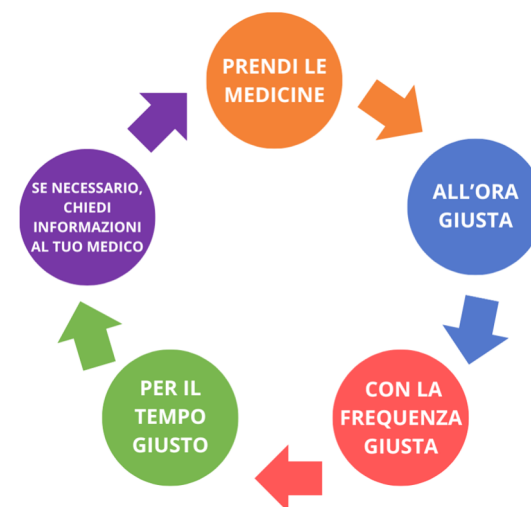 PRENDI LE
MEDICINE
ALL'ORA
GIUSTA
CON LA
FREQUENZA
GIUSTA
PER IL
TEMPO
GIUSTO
SE NECESSARIO,
CHIEDI
INFORMAZIONI
AL TUO MEDICO